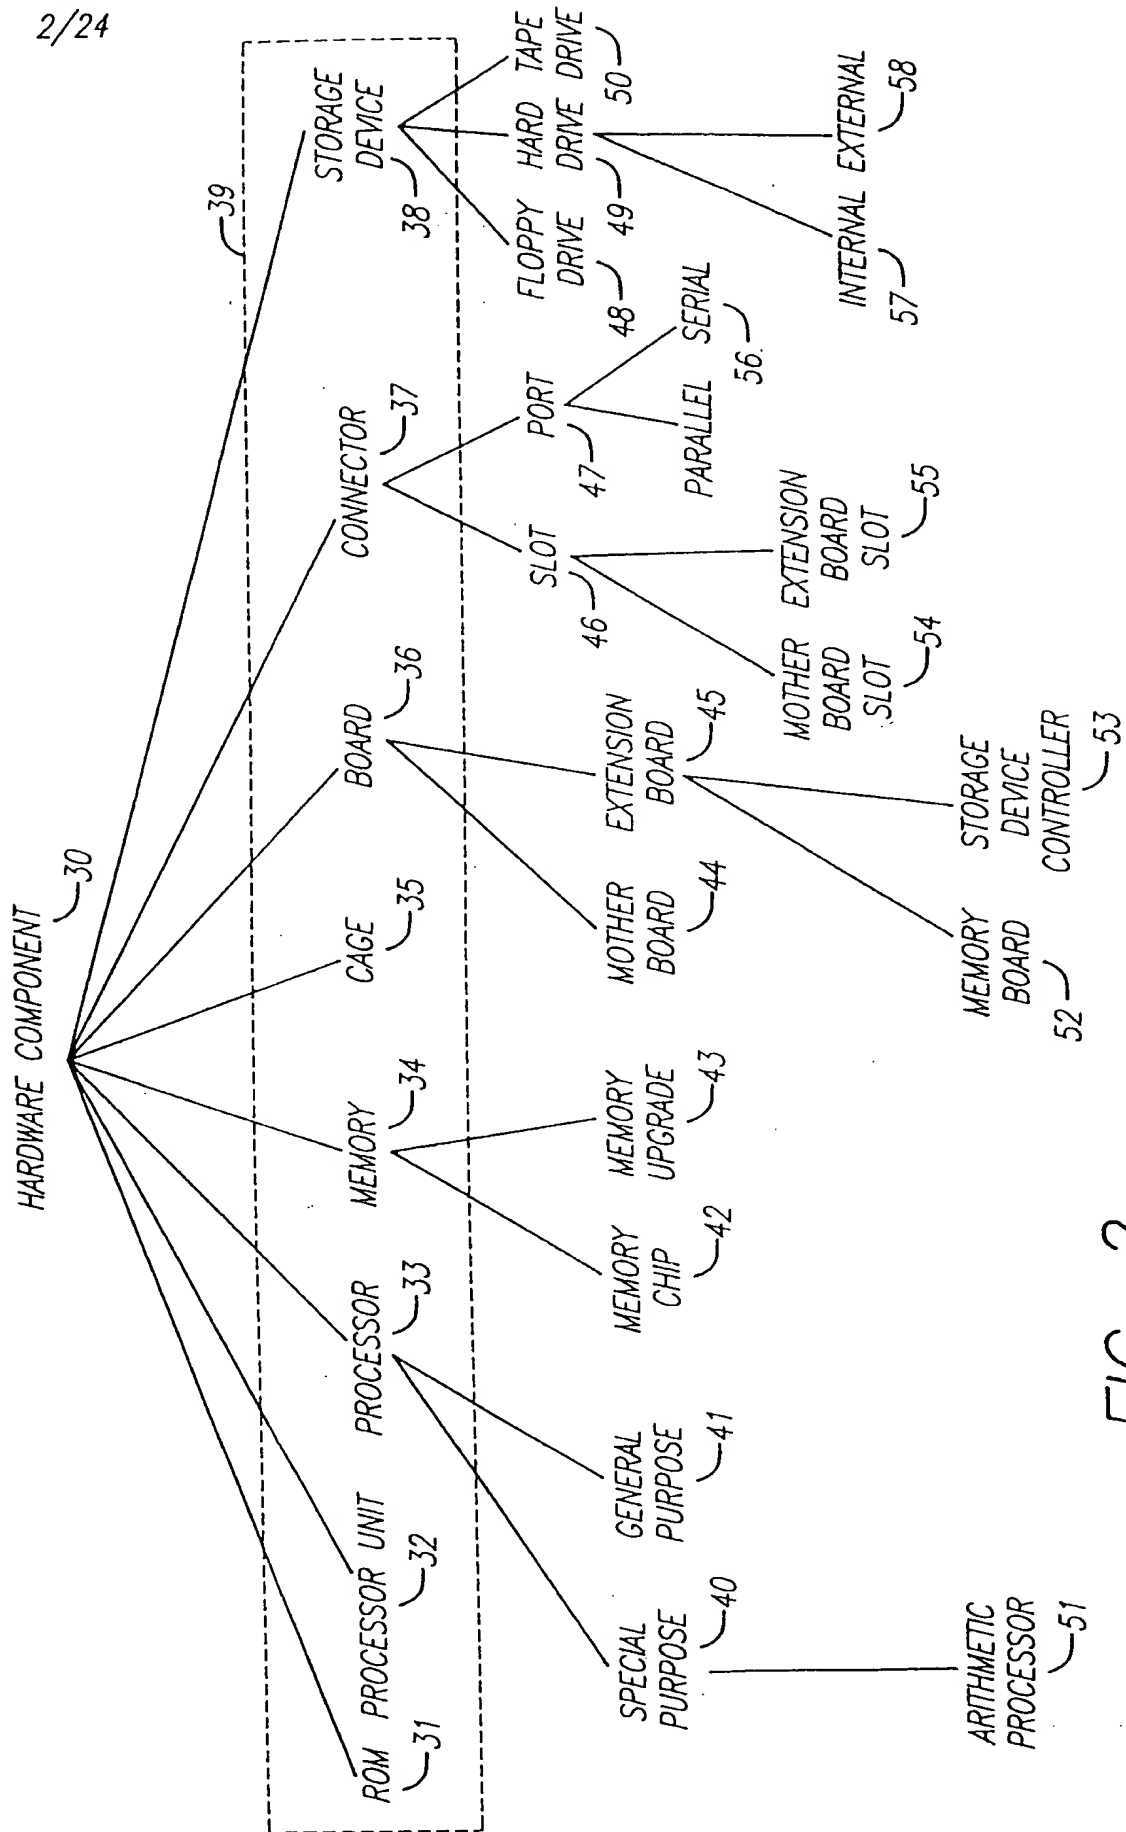 2/24
HARDWARE COMPONENT
30
39
ROM
31
PROCESSOR UNIT
32
PROCESSOR
33
MEMORY
34
CAGE
35
BOARD
36
CONNECTOR
37
STORAGE
DEVICE
38
SPECIAL
PURPOSE
40
GENERAL
PURPOSE
41
MEMORY
CHIP
42
MEMORY
UPGRADE
43
MOTHER
BOARD
44
EXTENSION
BOARD
45
SLOT
46
PORT
47
FLOPPY
DRIVE
48
HARD
DRIVE
49
TAPE
DRIVE
50
ARITHMETIC
PROCESSOR
51
MEMORY
BOARD
52
STORAGE
DEVICE
CONTROLLER
53
MOTHER
BOARD
SLOT
54
EXTENSION
BOARD
SLOT
55
PARALLEL
SERIAL
56
INTERNAL
57
EXTERNAL
58